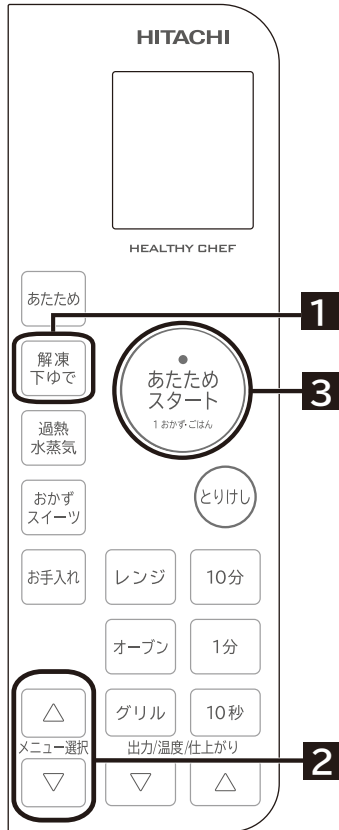 HITACHI
HEALTHY CHEF
あたため
1
解凍
下ゆで
あたため
スタート
1 おかず・ごはん
3
過熱
水蒸気
とりけし
おかず
スイーツ
お手入れ
レンジ
10分
オーブン
1分
グリル
10秒
メニュー選択
出力/温度/仕上がり
2